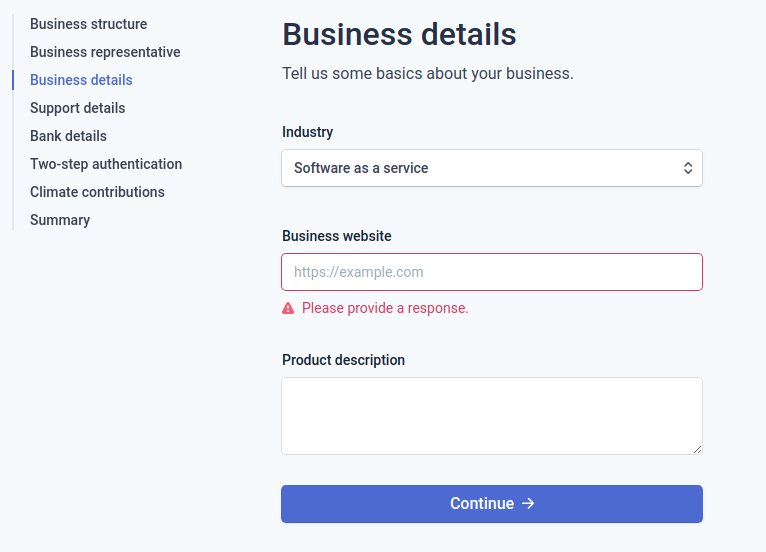 Business structure
Business representative
Business details
Support details
Bank details
Two-step authentication
Climate contributions
Summary
Business details
Tell us some basics about your business.
Industry
Software as a service
Business website
https://example.com
Please provide a response.
Product description
Continue →